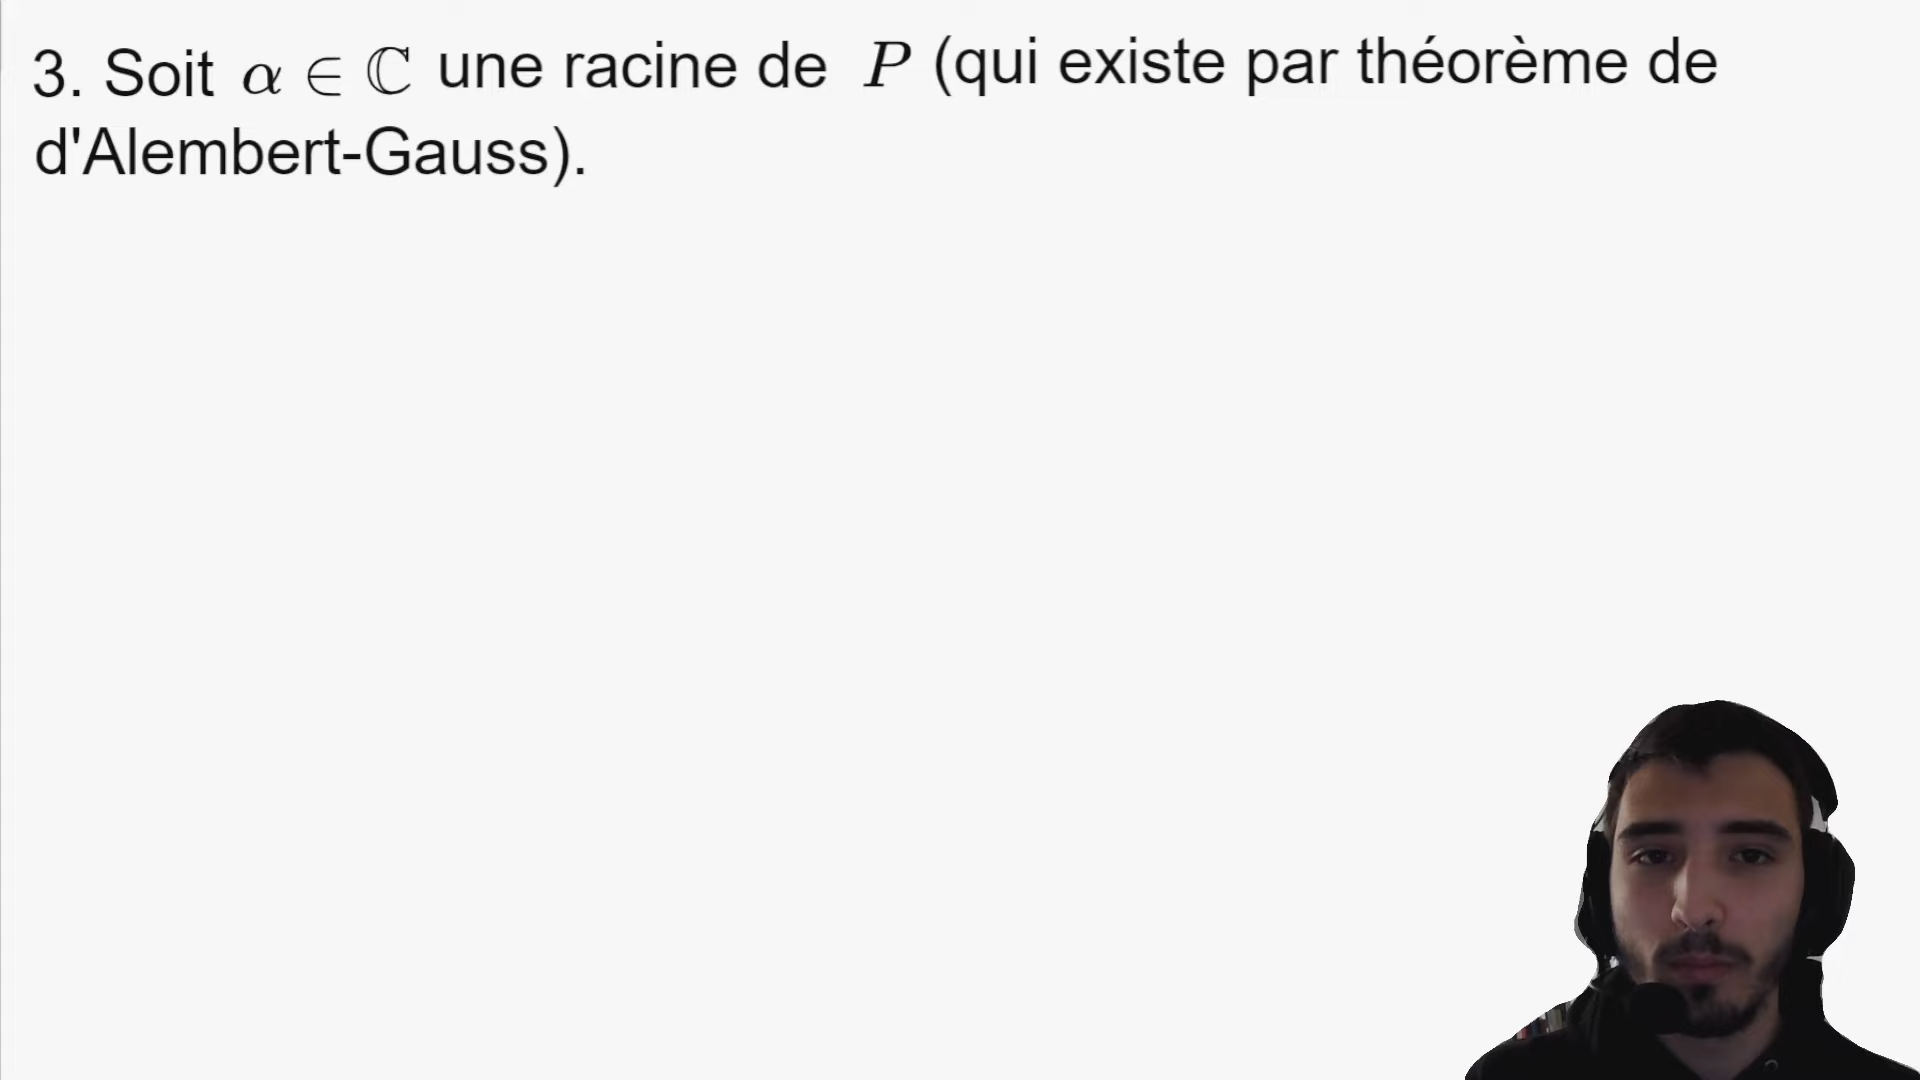 3. Soit α ∈ ℂ une racine de P (qui existe par théorème de
d'Alembert-Gauss).